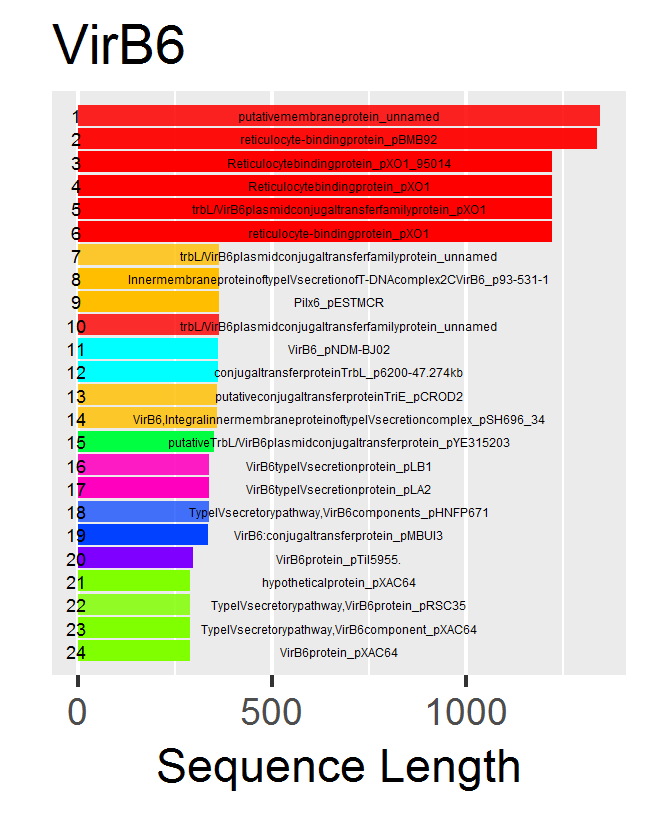 VirB6
1 putativemembraneprotein_unnamed
2 reticulocyte-bindingprotein_pBMB92
3 Reticulocytebindingprotein_pXO1_95014
4 Reticulocytebindingprotein_pXO1
5 trbL/VirB6plasmidconjugaltransferfamilyprotein_pXO1
6 reticulocyte-bindingprotein_pXO1
7 trbL/VirB6plasmidconjugaltransferfamilyprotein_unnamed
8 InnermembraneproteinoftypeIVsecretionofT-DNAcomplex2CVirB6_p93-531-1
9 Pilx6_pESTMCR
10 trbL/VirB6plasmidconjugaltransferfamilyprotein_unnamed
11 VirB6_pNDM-BJ02
12 conjugaltransferproteinTrbL_p6200-47.274kb
13 putativeconjugaltransferproteinTriE_pCROD2
14 VirB6,IntegralinnermembraneproteinoftypeIVsecretioncomplex_pSH696_34
15 putativeTrbL/VirB6plasmidconjugaltransferprotein_pYE315203
16 VirB6typeIVsecretionprotein_pLB1
17 VirB6typeIVsecretionprotein_pLA2
18 TypeIVsecretorypathway,VirB6components_pHNFP671
19 VirB6:conjugaltransferprotein_pMBUI3
20 VirB6protein_pTiI5955.
21 hypotheticalprotein_pXAC64
22 TypeIVsecretorypathway,VirB6protein_pRSC35
23 TypeIVsecretorypathway,VirB6component_pXAC64
24 VirB6protein_pXAC64
0 500 1000
Sequence Length